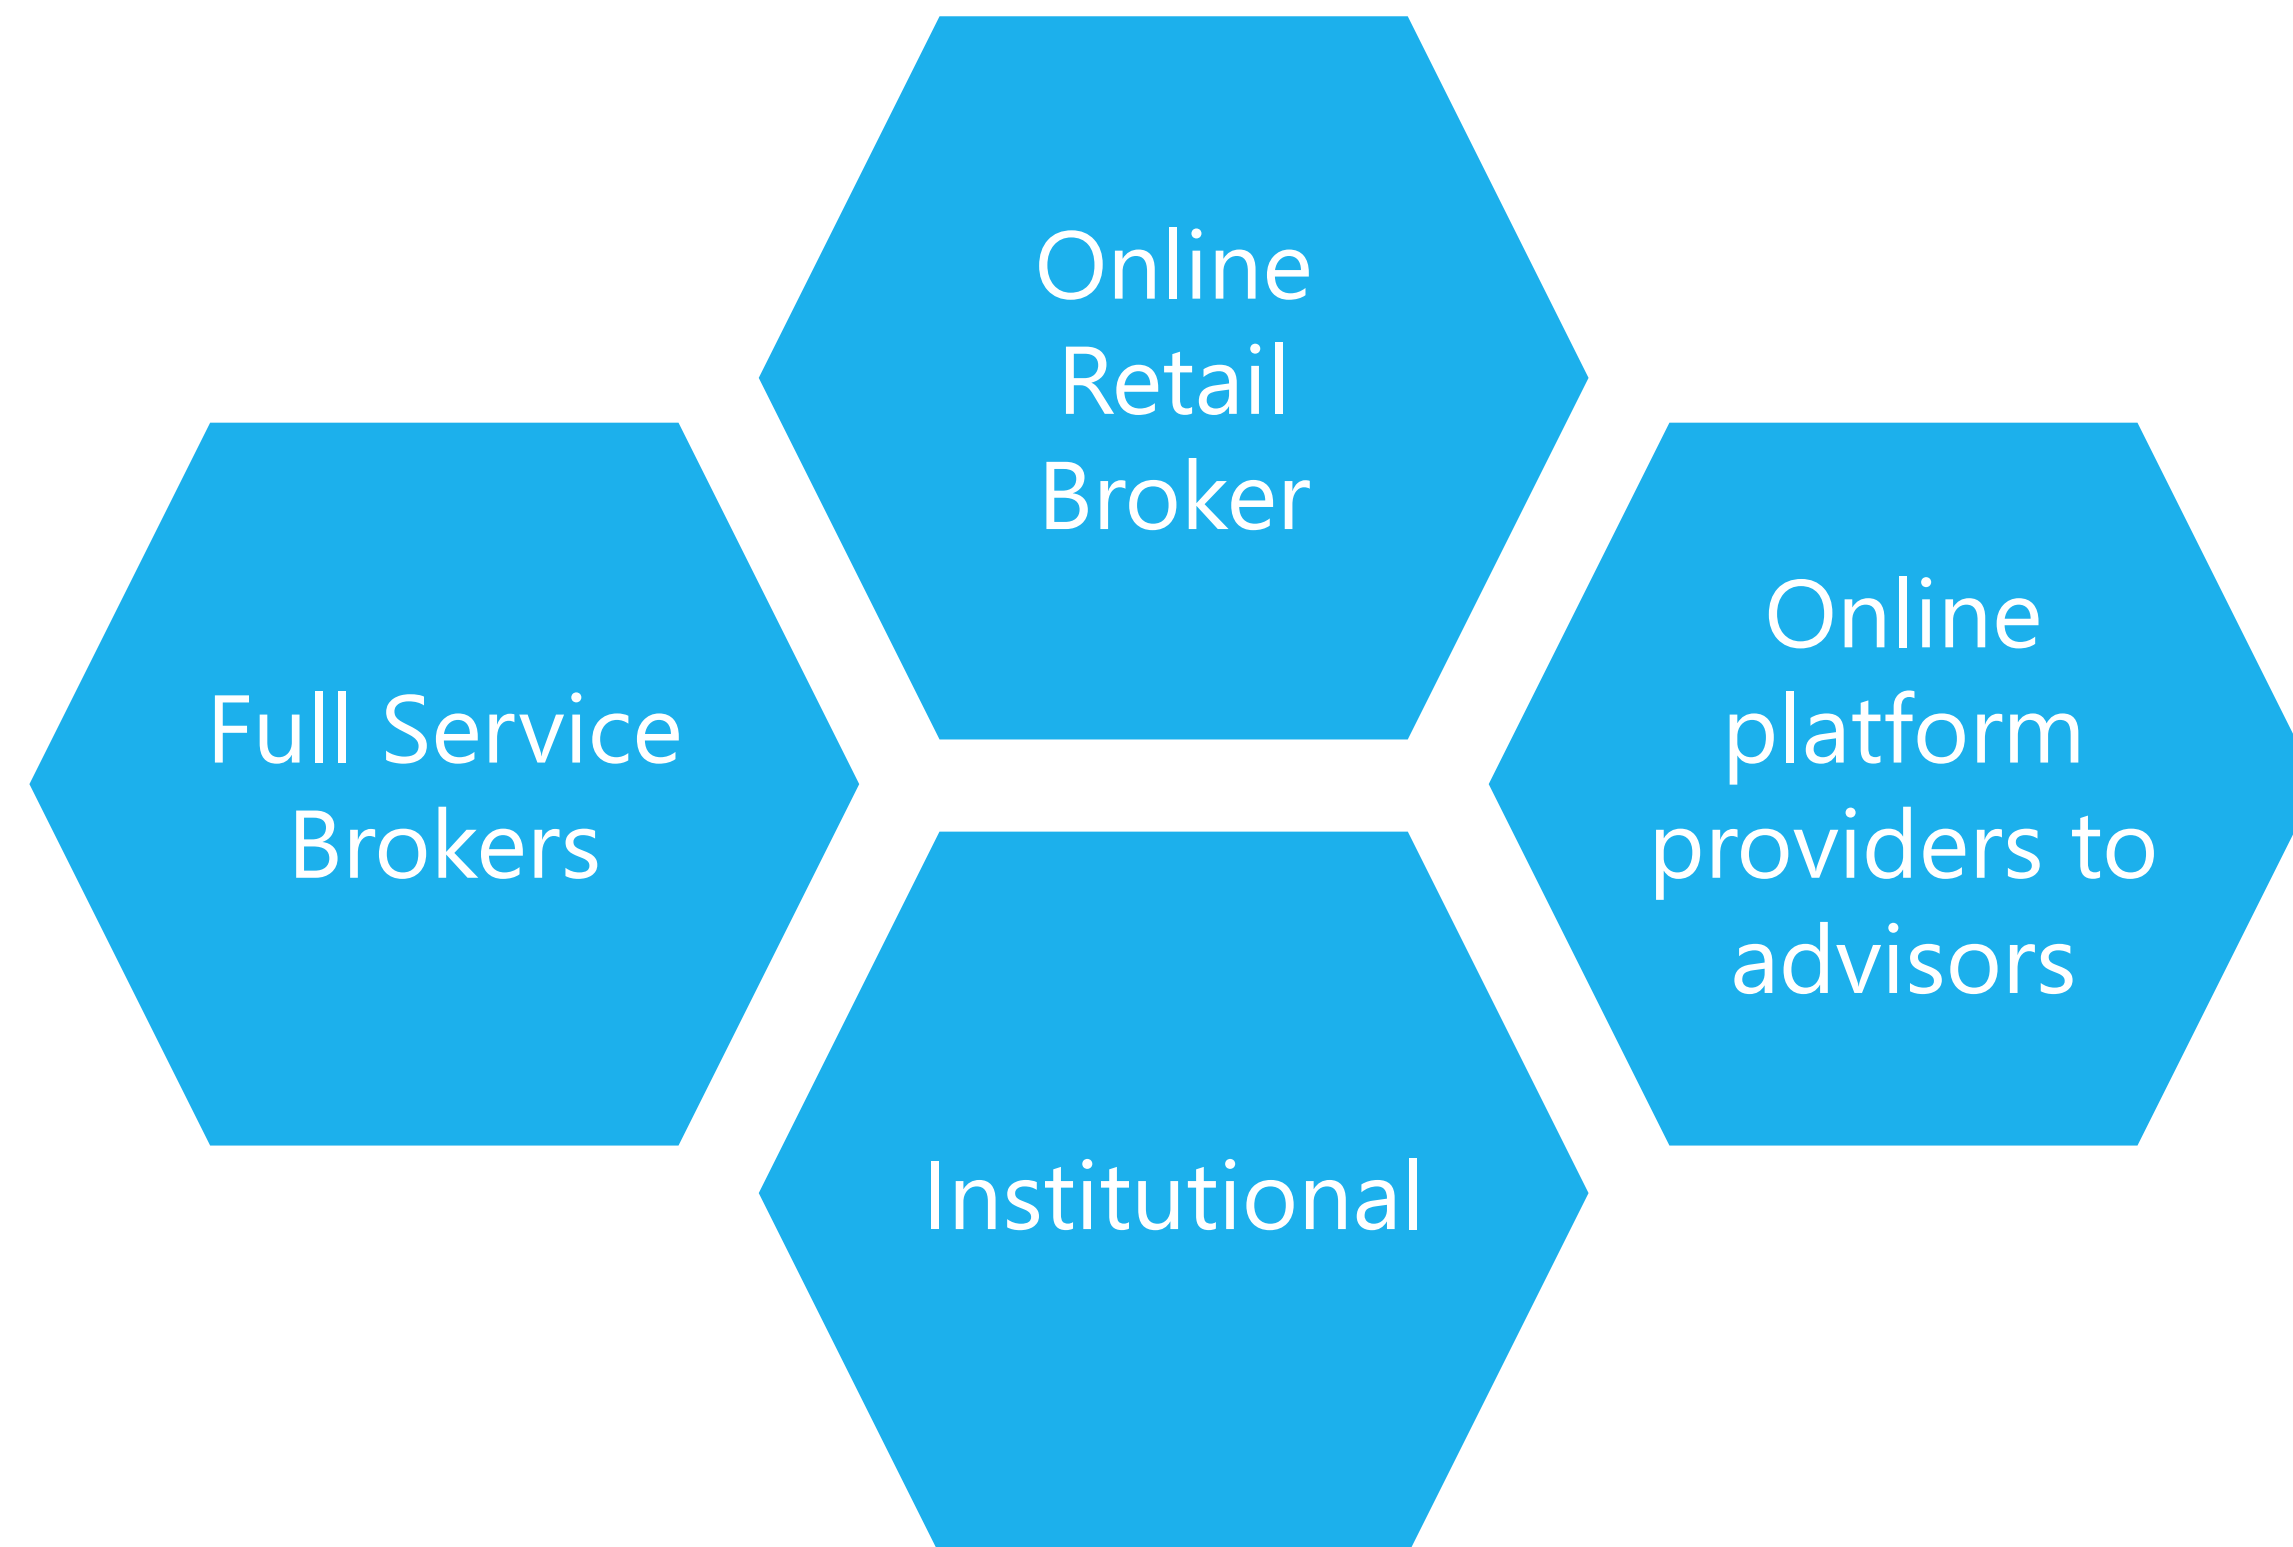 Online
Retail
Broker
Full Service
Brokers
Online
platform
providers to
advisors
Institutional